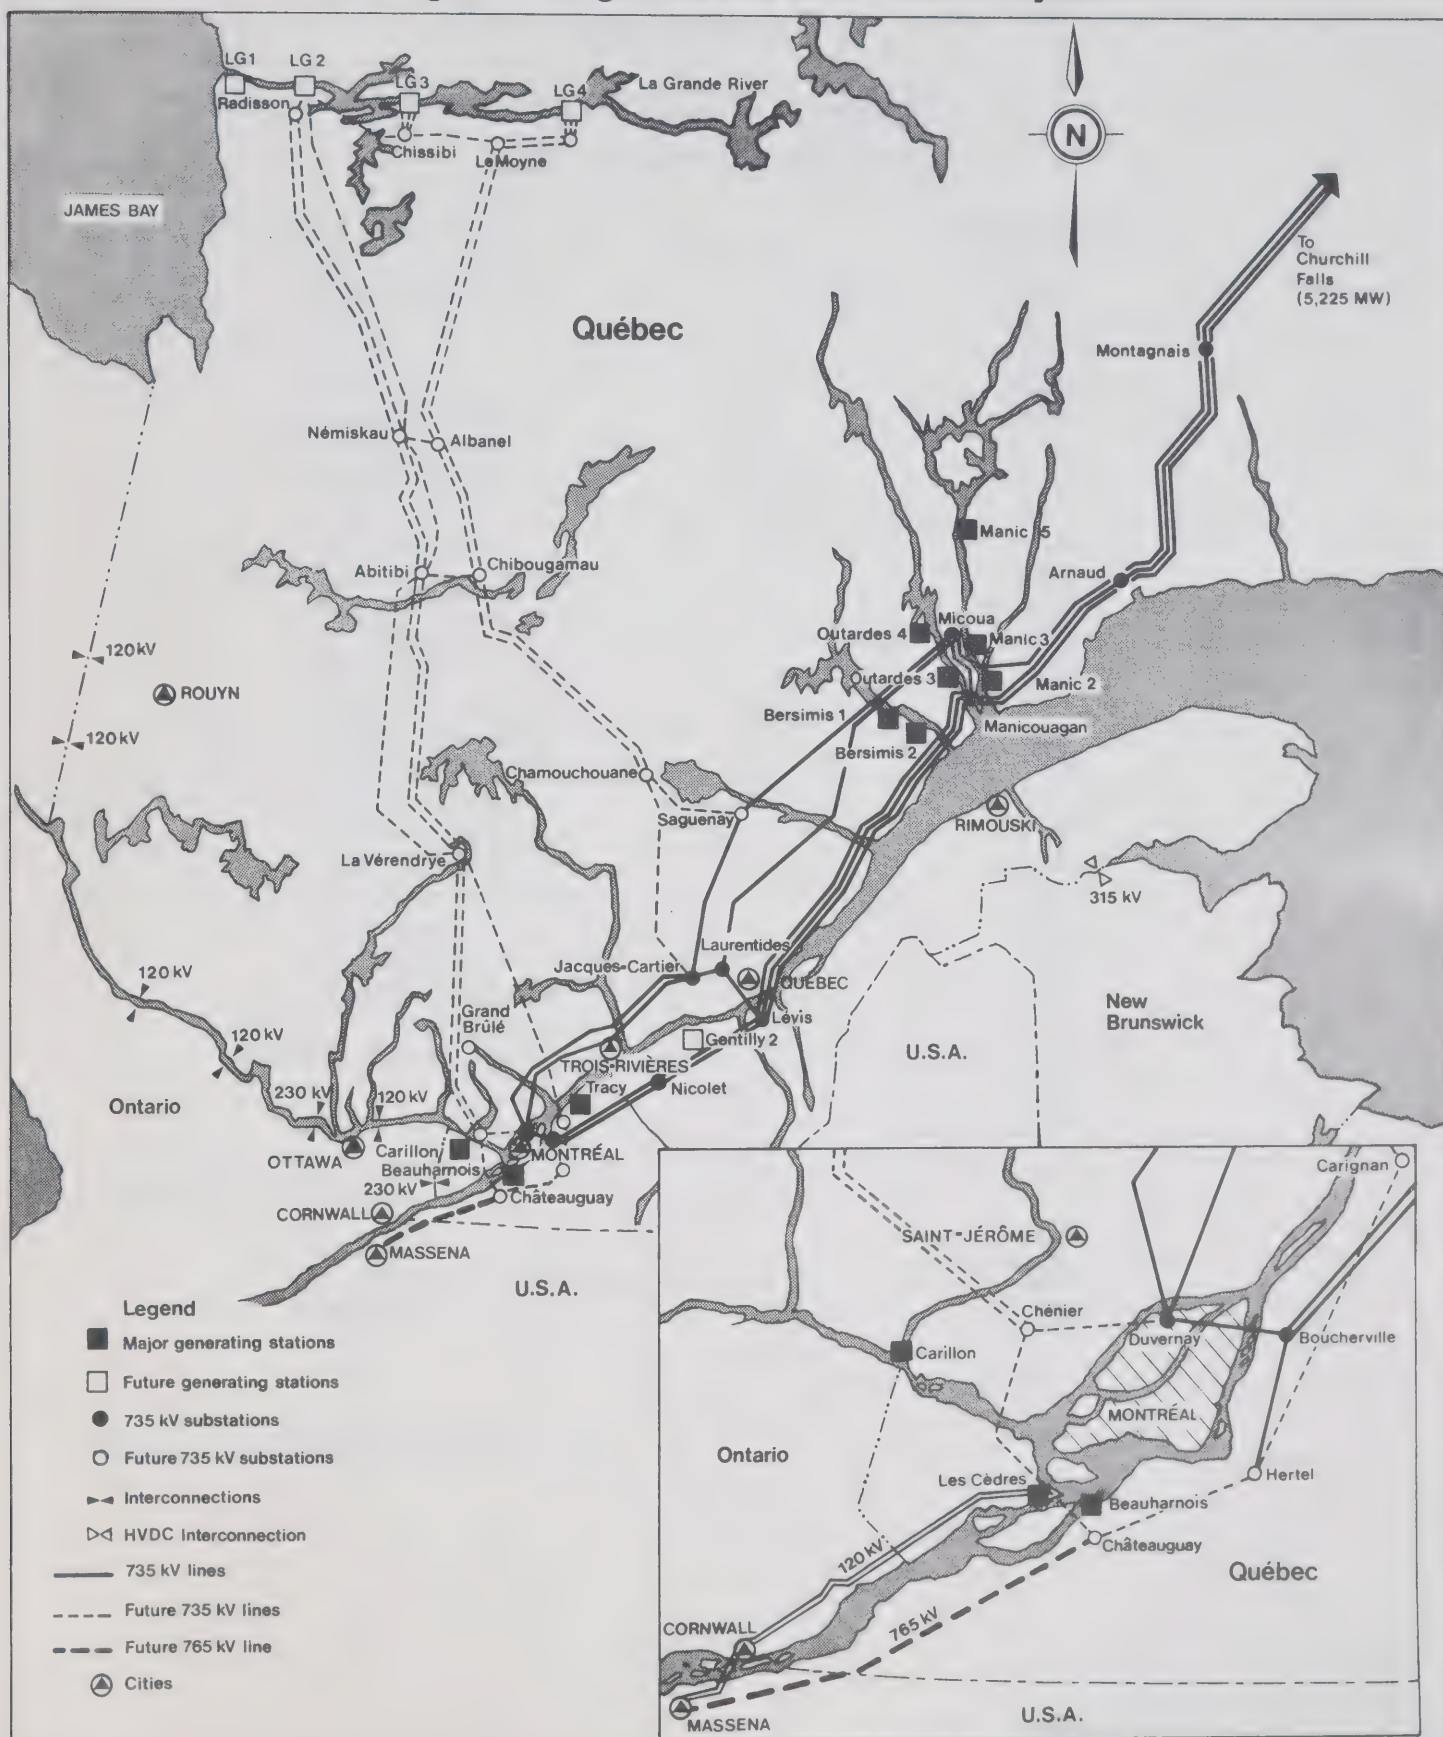 LG1
LG 2
LG3
LG4
La Grande River
Radisson
Chissibi
LeMoyne
N
JAMES BAY
To
Churchill
Falls
(5,225 MW)
Québec
Montagnais
Némiskau
Albanel
Manic 5
Abitibi
Chibougamau
Arnaud
Micoua
Outardes 4
Manic 3
120 kV
ROUYN
Outardes 3
Manic 2
Bersimis 1
Manicouagan
120 kV
Bersimis 2
Chamouchouane
Saguenay
RIMOUSKI
La Vérendrye
315 kV
Laurentides
Jacques-Cartier
QUÉBEC
120 kV
Grand
Brûlé
Lévis
New
Brunswick
120 kV
Gentilly 2
U.S.A.
TROIS-RIVIÈRES
Tracy
Nicolet
Ontario
230 kV
120 kV
OTTAWA
Carillon
MONTRÉAL
Beauharnois
230 kV
Châteauguay
CORNWALL
MASSENA
U.S.A.
Legend
Major generating stations
Future generating stations
735 kV substations
Future 735 kV substations
Interconnections
HVDC Interconnection
735 kV lines
Future 735 kV lines
Future 765 kV line
Cities
Carignan
SAINT-JÉRÔME
Chénier
Duvernay
Boucherville
Carillon
MONTRÉAL
Ontario
Les Cèdres
Hertel
Beauharnois
120 kV
Châteauguay
Québec
765 kV
CORNWALL
MASSENA
U.S.A.